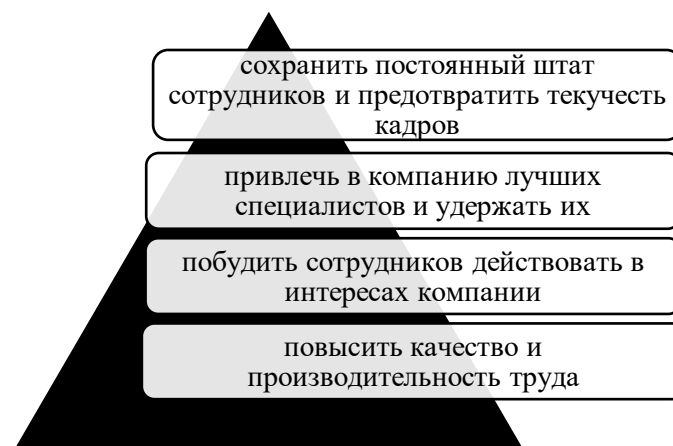 сохранить постоянный штат
сотрудников и предотвратить текучесть
кадров
привлечь в компанию лучших
специалистов и удержать их
побудить сотрудников действовать в
интересах компании
повысить качество и
производительность труда